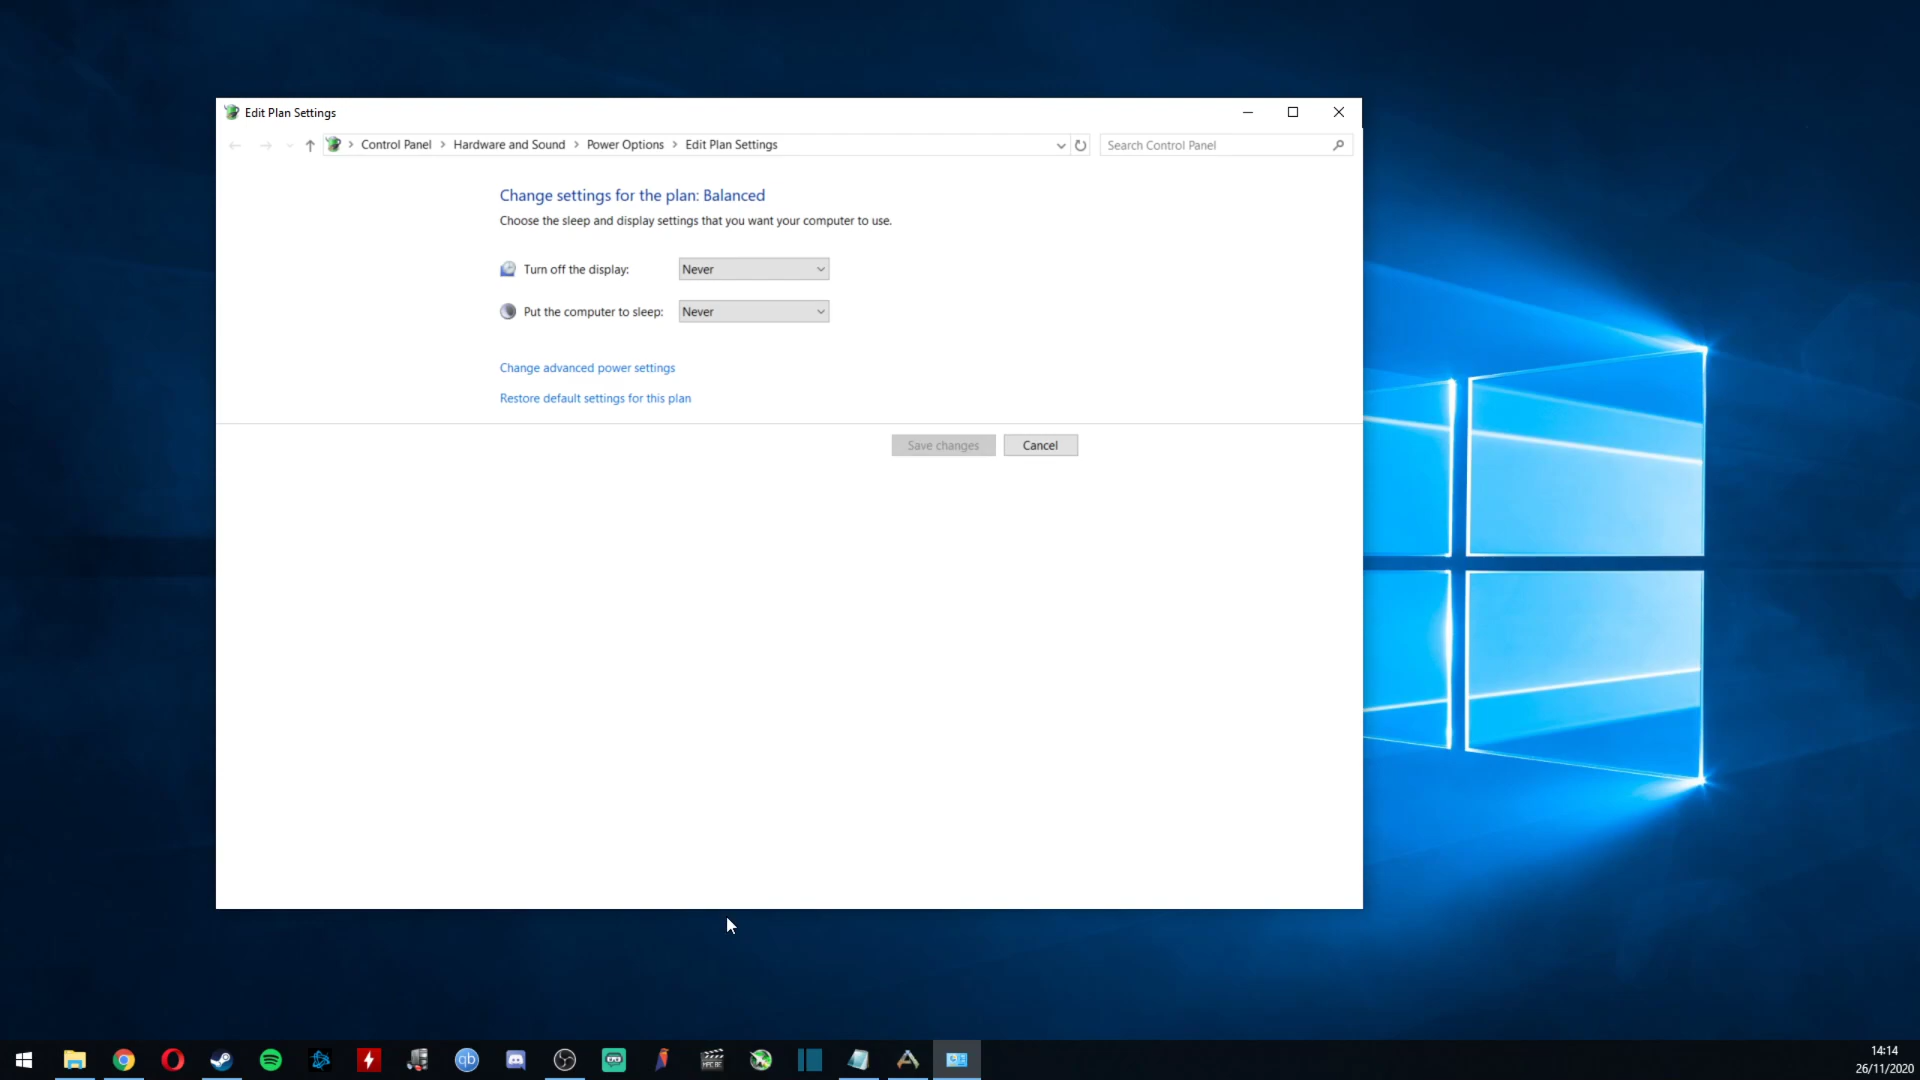 Edit Plan Settings
Control Panel > Hardware and Sound > Power Options > Edit Plan Settings
Search Control Panel
Change settings for the plan: Balanced
Choose the sleep and display settings that you want your computer to use.
Turn off the display: Never
Put the computer to sleep: Never
Change advanced power settings
Restore default settings for this plan
Save changes Cancel
qb
MPC-BE
14:14
26/11/2020